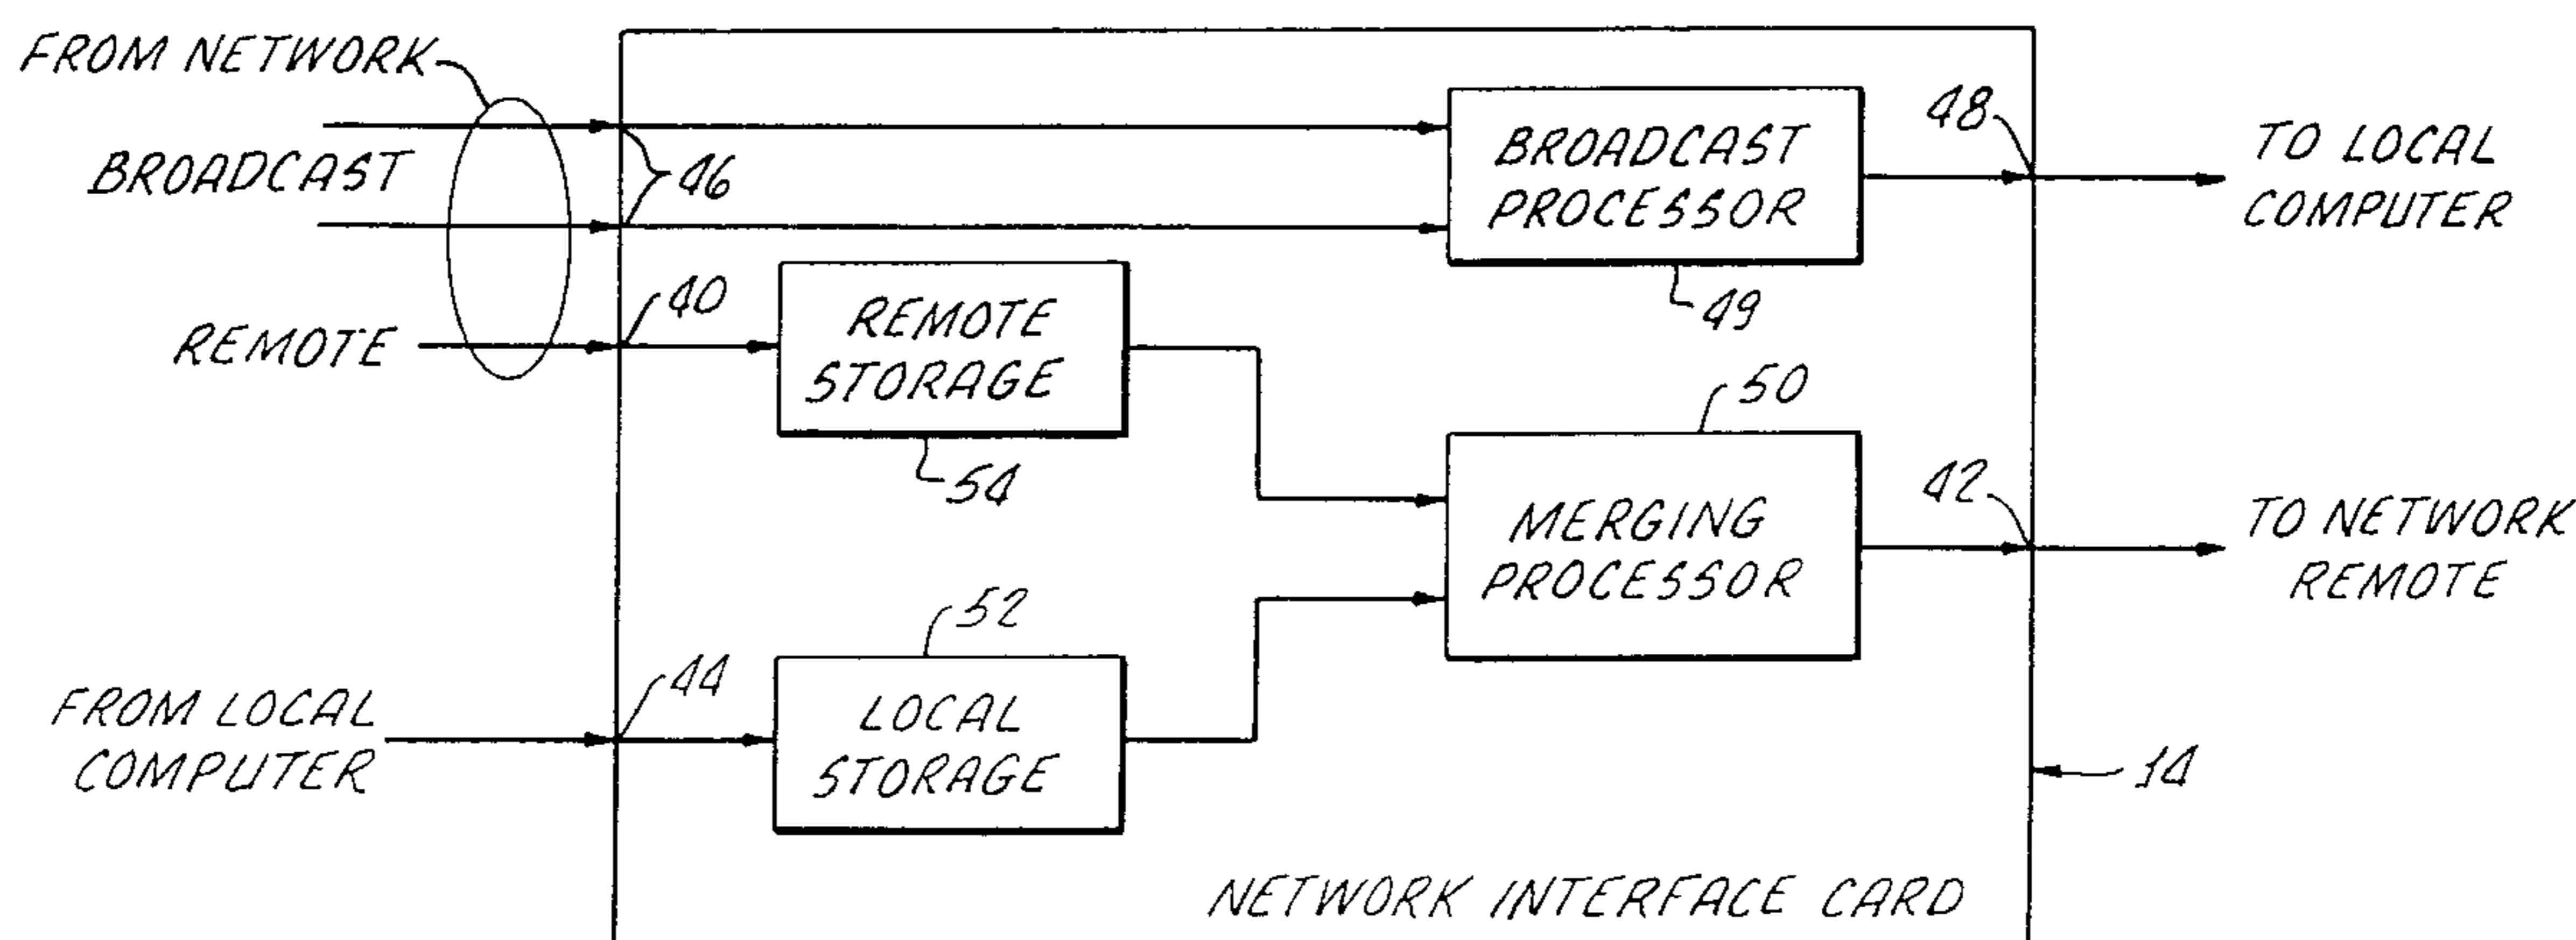 FROM NETWORK
BROADCAST
46
BROADCAST
PROCESSOR
49
48
TO LOCAL
COMPUTER
REMOTE
40
REMOTE
STORAGE
54
50
MERGING
PROCESSOR
42
TO NETWORK
REMOTE
FROM LOCAL
COMPUTER
44
52
LOCAL
STORAGE
14
NETWORK INTERFACE CARD